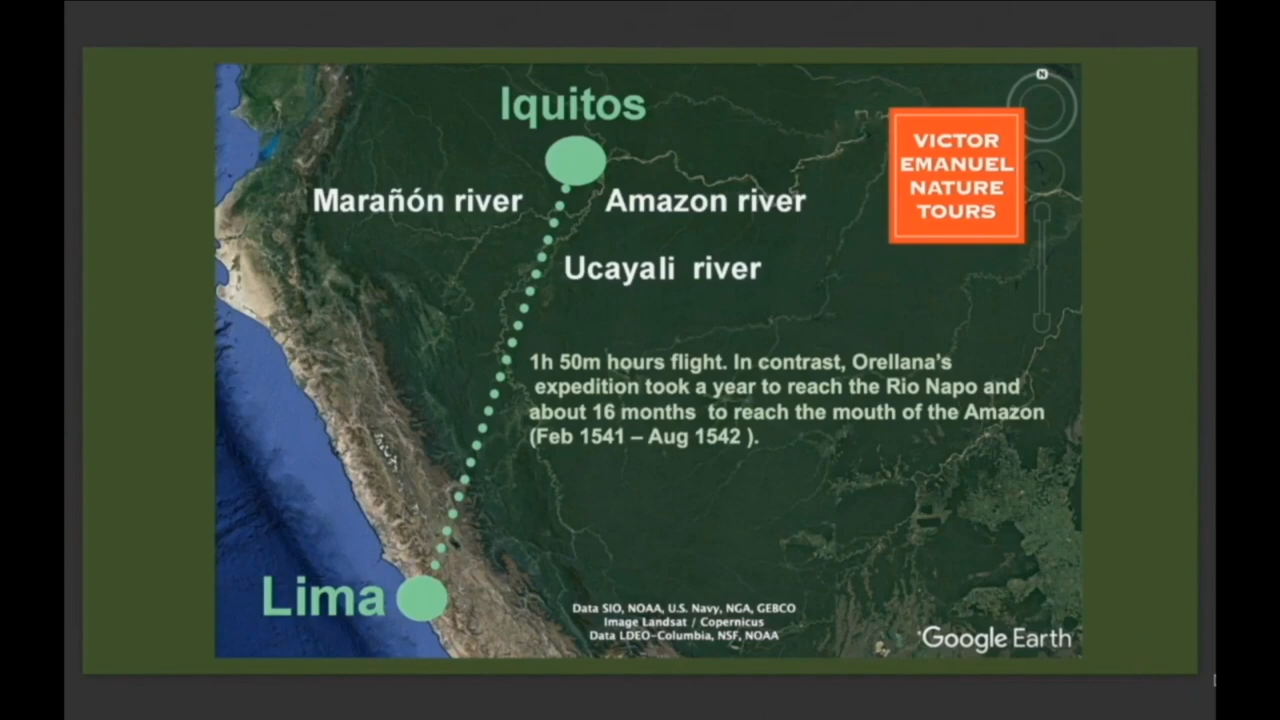 Iquitos
N
VICTOR
EMANUEL
NATURE
TOURS
Marañón river
Amazon river
Ucayali river
1h 50m hours flight. In contrast, Orellana's
expedition took a year to reach the Rio Napo and
about 16 months to reach the mouth of the Amazon
(Feb 1541 – Aug 1542 ).
Lima
Data SIO, NOAA, U.S. Navy, NGA, GEBCO
Image Landsat / Copernicus
Data LDEO-Columbia, NSF, NOAA
Google Earth